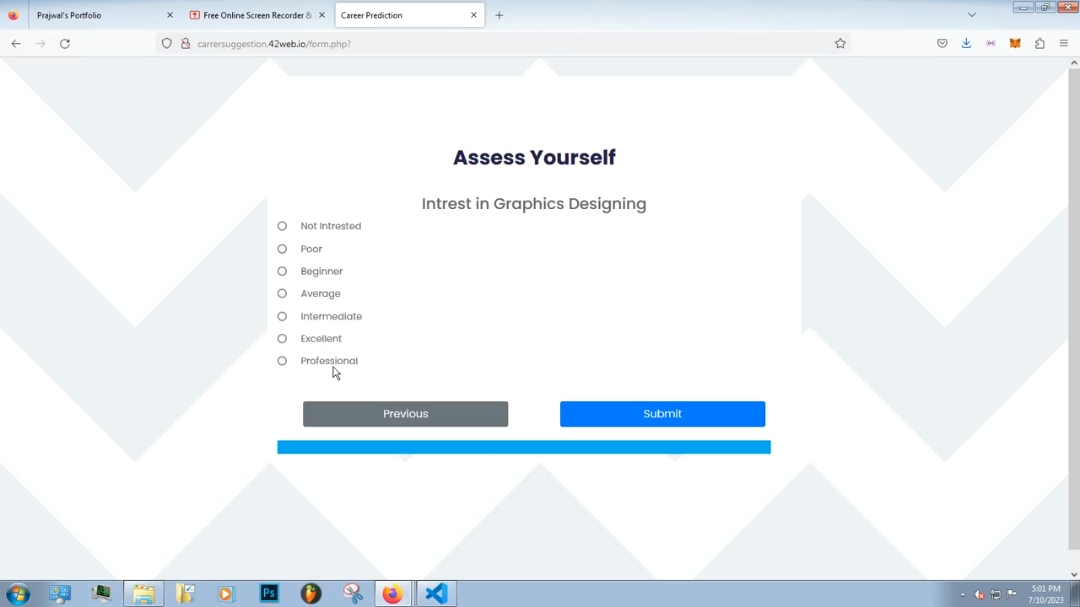 Prajwal's Portfolio
Free Online Screen Recorder &
Career Prediction
carrersuggestion.42web.io/form.php?
Assess Yourself
Intrest in Graphics Designing
Not Intrested
Poor
Beginner
Average
Intermediate
Excellent
Professional
Previous
Submit
Ps
5:01 PM
7/10/2023